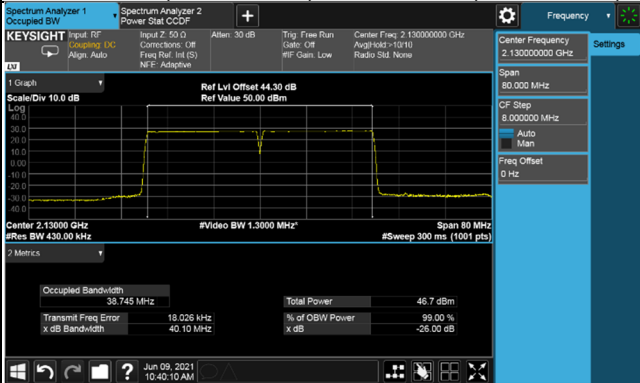 Spectrum Analyzer 1
Occupied BW
Spectrum Analyzer 2
Power Stat CCDF
Frequency
KEYSIGHT
Input: RF
Coupling: DC
Align: Auto
Input Z: 50 Ω
Corrections: Off
Freq Ref: Int (S)
NFE: Adaptive
Atten: 30 dB
Trig: Free Run
Gate: Off
#IF Gain: Low
Center Freq: 2.130000000 GHz
Avg|Hold:>10/10
Radio Std: None
LXI
Center Frequency
2.130000000 GHz
Settings
Span
80.000 MHz
CF Step
8.000000 MHz
Auto
Man
Freq Offset
0 Hz
1 Graph
Scale/Div 10.0 dB
Ref Lvl Offset 44.30 dB
Ref Value 50.00 dBm
Log
40.0
30.0
20.0
10.0
0.00
-10.0
-20.0
-30.0
-40.0
Center 2.13000 GHz
#Res BW 430.00 kHz
#Video BW 1.3000 MHz*
Span 80 MHz
#Sweep 300 ms (1001 pts)
2 Metrics
Occupied Bandwidth
38.745 MHz
Transmit Freq Error 18.026 kHz
x dB Bandwidth 40.10 MHz
Total Power 46.7 dBm
% of OBW Power 99.00 %
x dB -26.00 dB
Jun 09, 2021
10:40:10 AM